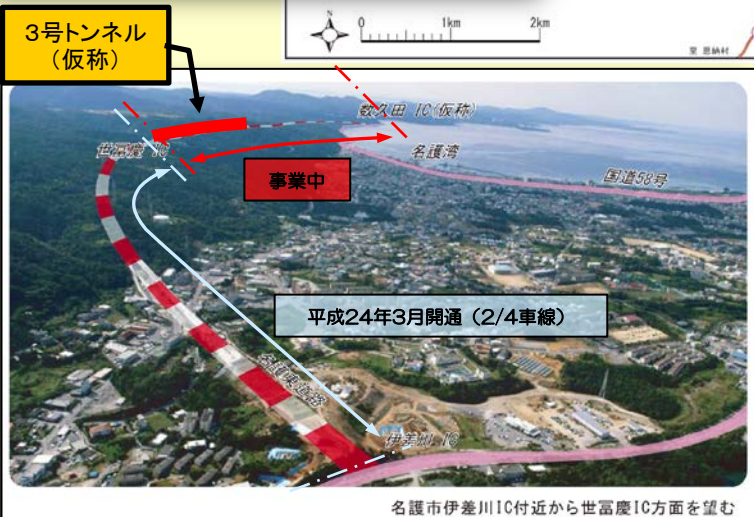 0 1km 2km
至 恩納村
3号トンネル
（仮称）
数久田 IC(仮称)
世冨慶 IC
名護湾
国道58号
事業中
平成24年3月開通（2/4車線）
名護東道路
伊差川 IC
名護市伊差川IC付近から世冨慶IC方面を望む